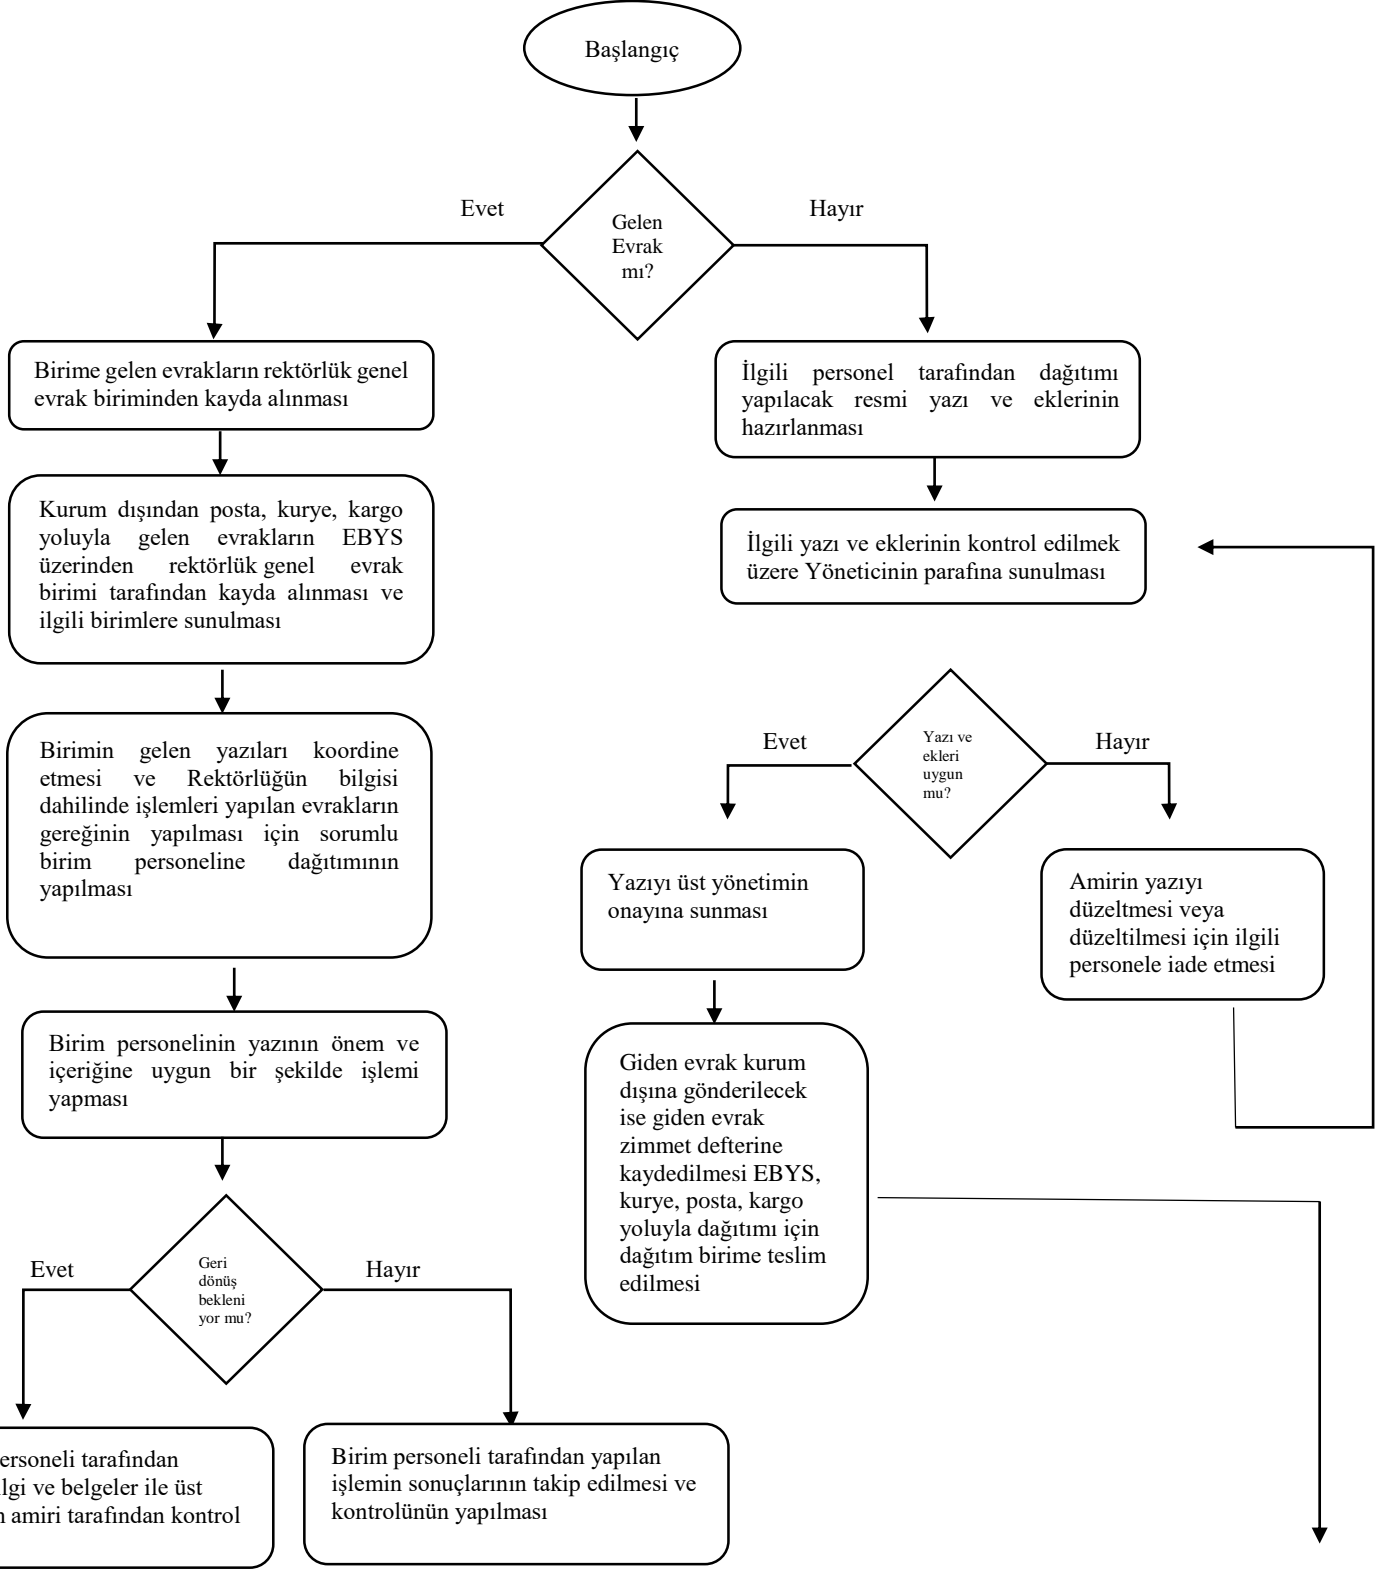 Başlangıç
Evet
Hayır
Gelen
Evrak
mı?
Birime gelen evrakların rektörlük genel
evrak biriminden kayda alınması
İlgili personel tarafından dağıtımı
yapılacak resmi yazı ve eklerinin
hazırlanması
Kurum dışından posta, kurye, kargo
yoluyla gelen evrakların EBYS
üzerinden rektörlük genel evrak
birimi tarafından kayda alınması ve
ilgili birimlere sunulması
İlgili yazı ve eklerinin kontrol edilmek
üzere Yöneticinin parafına sunulması
Birimin gelen yazıları koordine
etmesi ve Rektörlüğün bilgisi
dahilinde işlemleri yapılan evrakların
gereğinin yapılması için sorumlu
birim personeline dağıtımının
yapılması
Evet
Yazı ve
ekleri
uygun
mu?
Hayır
Yazıyı üst yönetimin
onayına sunması
Amirin yazıyı
düzeltmesi veya
düzeltilmesi için ilgili
personele iade etmesi
Birim personelinin yazının önem ve
içeriğine uygun bir şekilde işlemi
yapması
Giden evrak kurum
dışına gönderilecek
ise giden evrak
zimmet defterine
kaydedilmesi EBYS,
kurye, posta, kargo
yoluyla dağıtımı için
dağıtım birime teslim
edilmesi
Evet
Geri
dönüş
bekleni
yor mu?
Hayır
ersoneli tarafından
lgi ve belgeler ile üst
amiri tarafından kontrol
Birim personeli tarafından yapılan
işlemin sonuçlarının takip edilmesi ve
kontrolünün yapılması